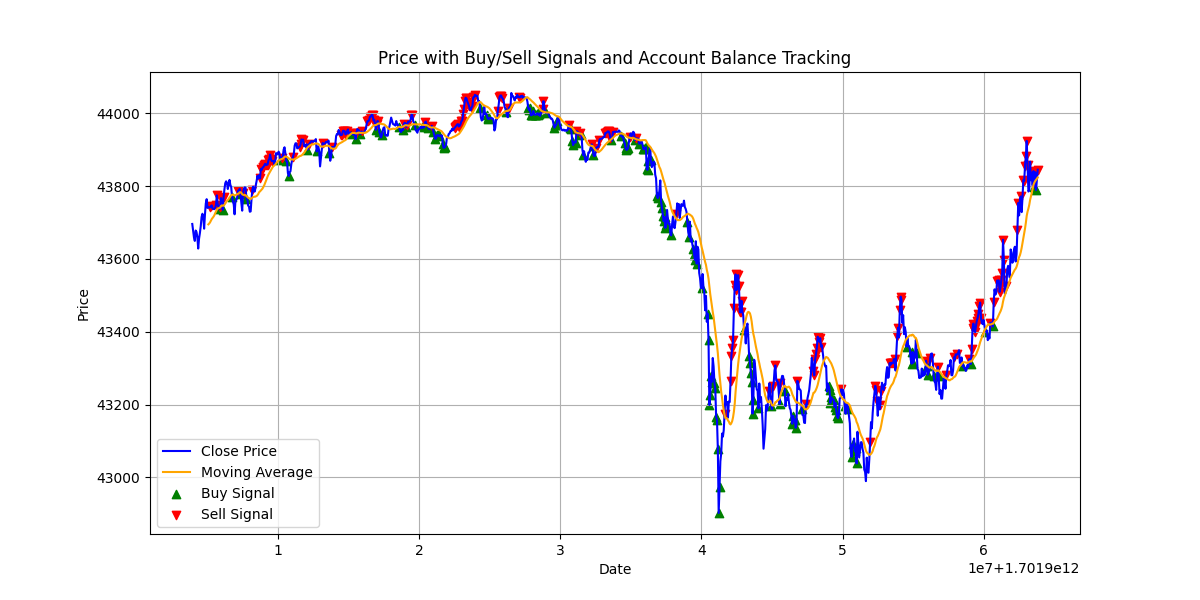 Price with Buy/Sell Signals and Account Balance Tracking
44000
43800
43600
43400
43200
43000
Price
Close Price
Moving Average
Buy Signal
Sell Signal
1 2 3 4 5 6
Date
1e7+1.7019e12